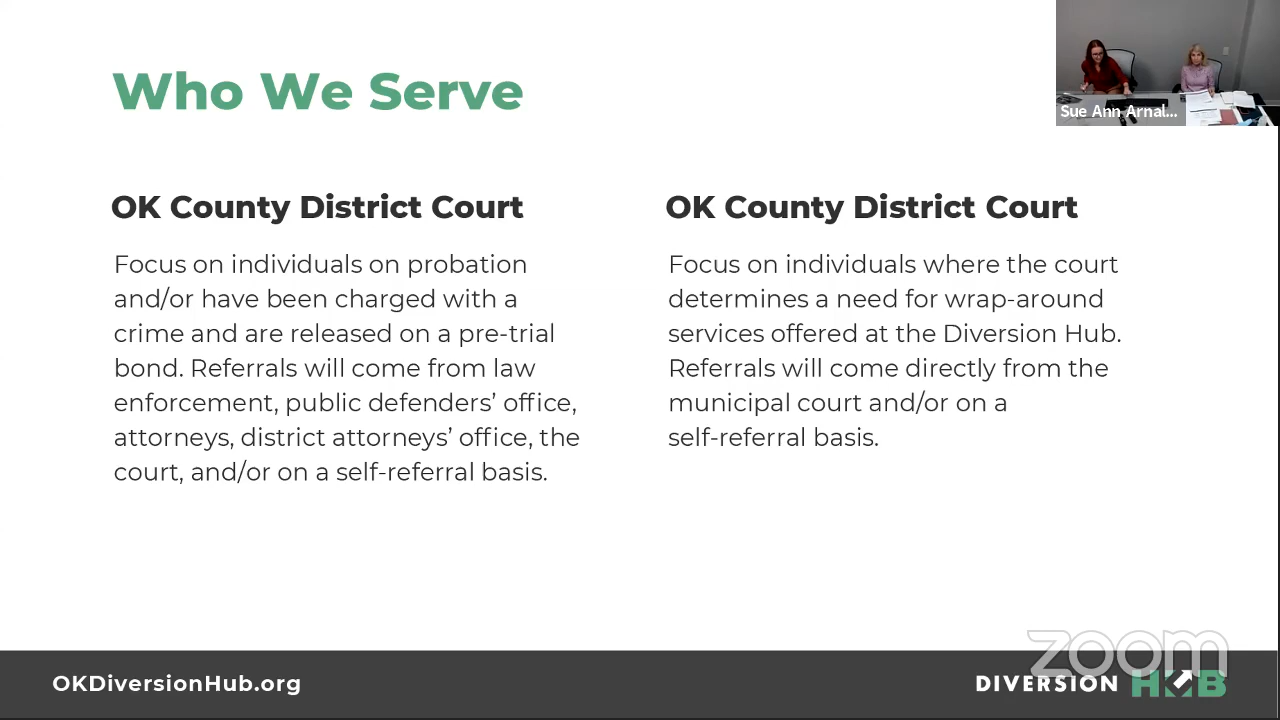 Who We Serve
Sue Ann Arnal...
OK County District Court
Focus on individuals on probation
and/or have been charged with a
crime and are released on a pre-trial
bond. Referrals will come from law
enforcement, public defenders’ office,
attorneys, district attorneys’ office, the
court, and/or on a self-referral basis.
OK County District Court
Focus on individuals where the court
determines a need for wrap-around
services offered at the Diversion Hub.
Referrals will come directly from the
municipal court and/or on a
self-referral basis.
zoom
OKDiversionHub.org
DIVERSION HUB